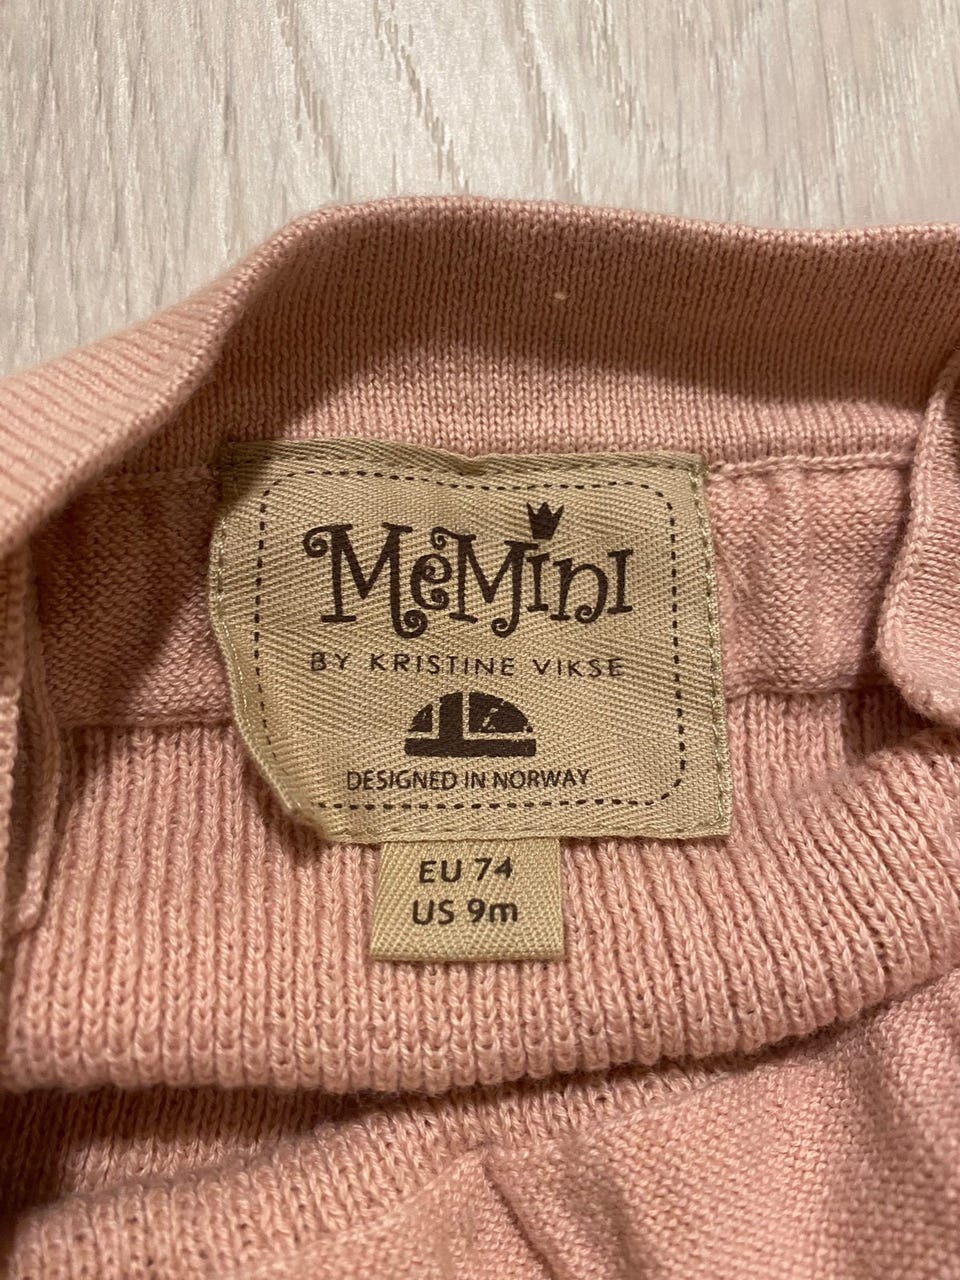 MeMini
BY KRISTINE VIKSE
DESIGNED IN NORWAY
EU 74
US 9m